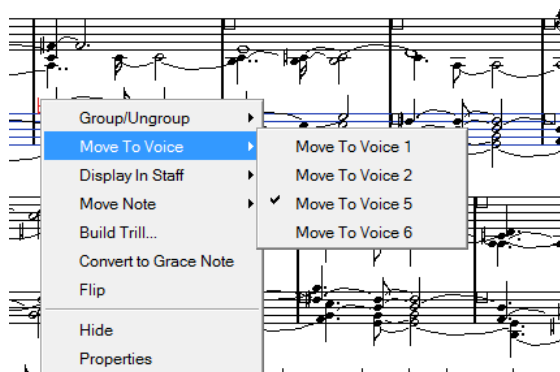 Group/Ungroup
Move To Voice
Display In Staff
Move Note
Build Trill...
Convert to Grace Note
Flip
Hide
Properties
Move To Voice 1
Move To Voice 2
Move To Voice 5
Move To Voice 6